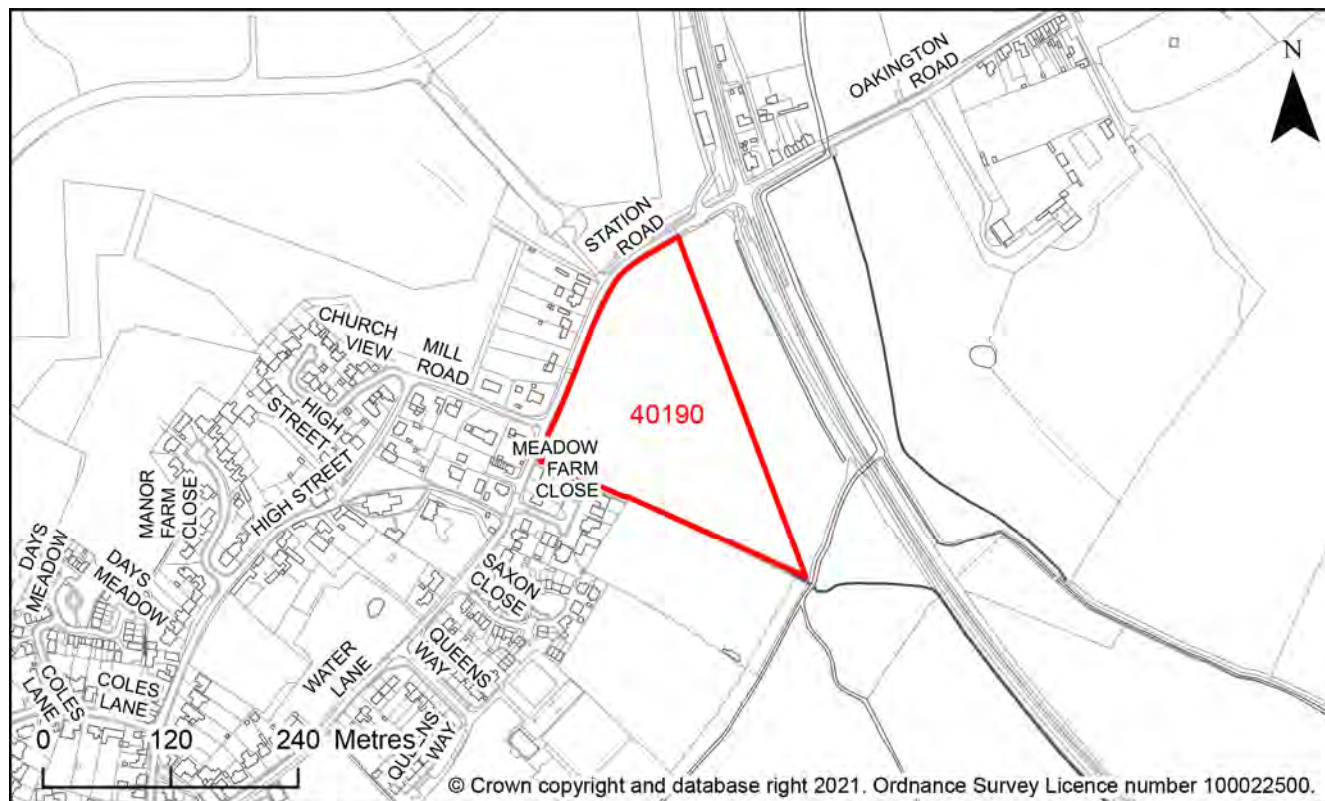 OAKINGTON
ROAD
N
STATION
ROAD
CHURCH
VIEW
MILL
ROAD
HIGH
STREET
40190
MEADOW
FARM
CLOSE
MANOR
FARM
CLOSE
HIGH STREET
DAYS
MEADOW
DAYS
MEADOW
SAXON
CLOSE
QUEENS
WAY
WATER
LANE
COLES
LANE
COLES
LANE
QUEENS
WAY
0 120 240 Metres
© Crown copyright and database right 2021. Ordnance Survey Licence number 100022500.